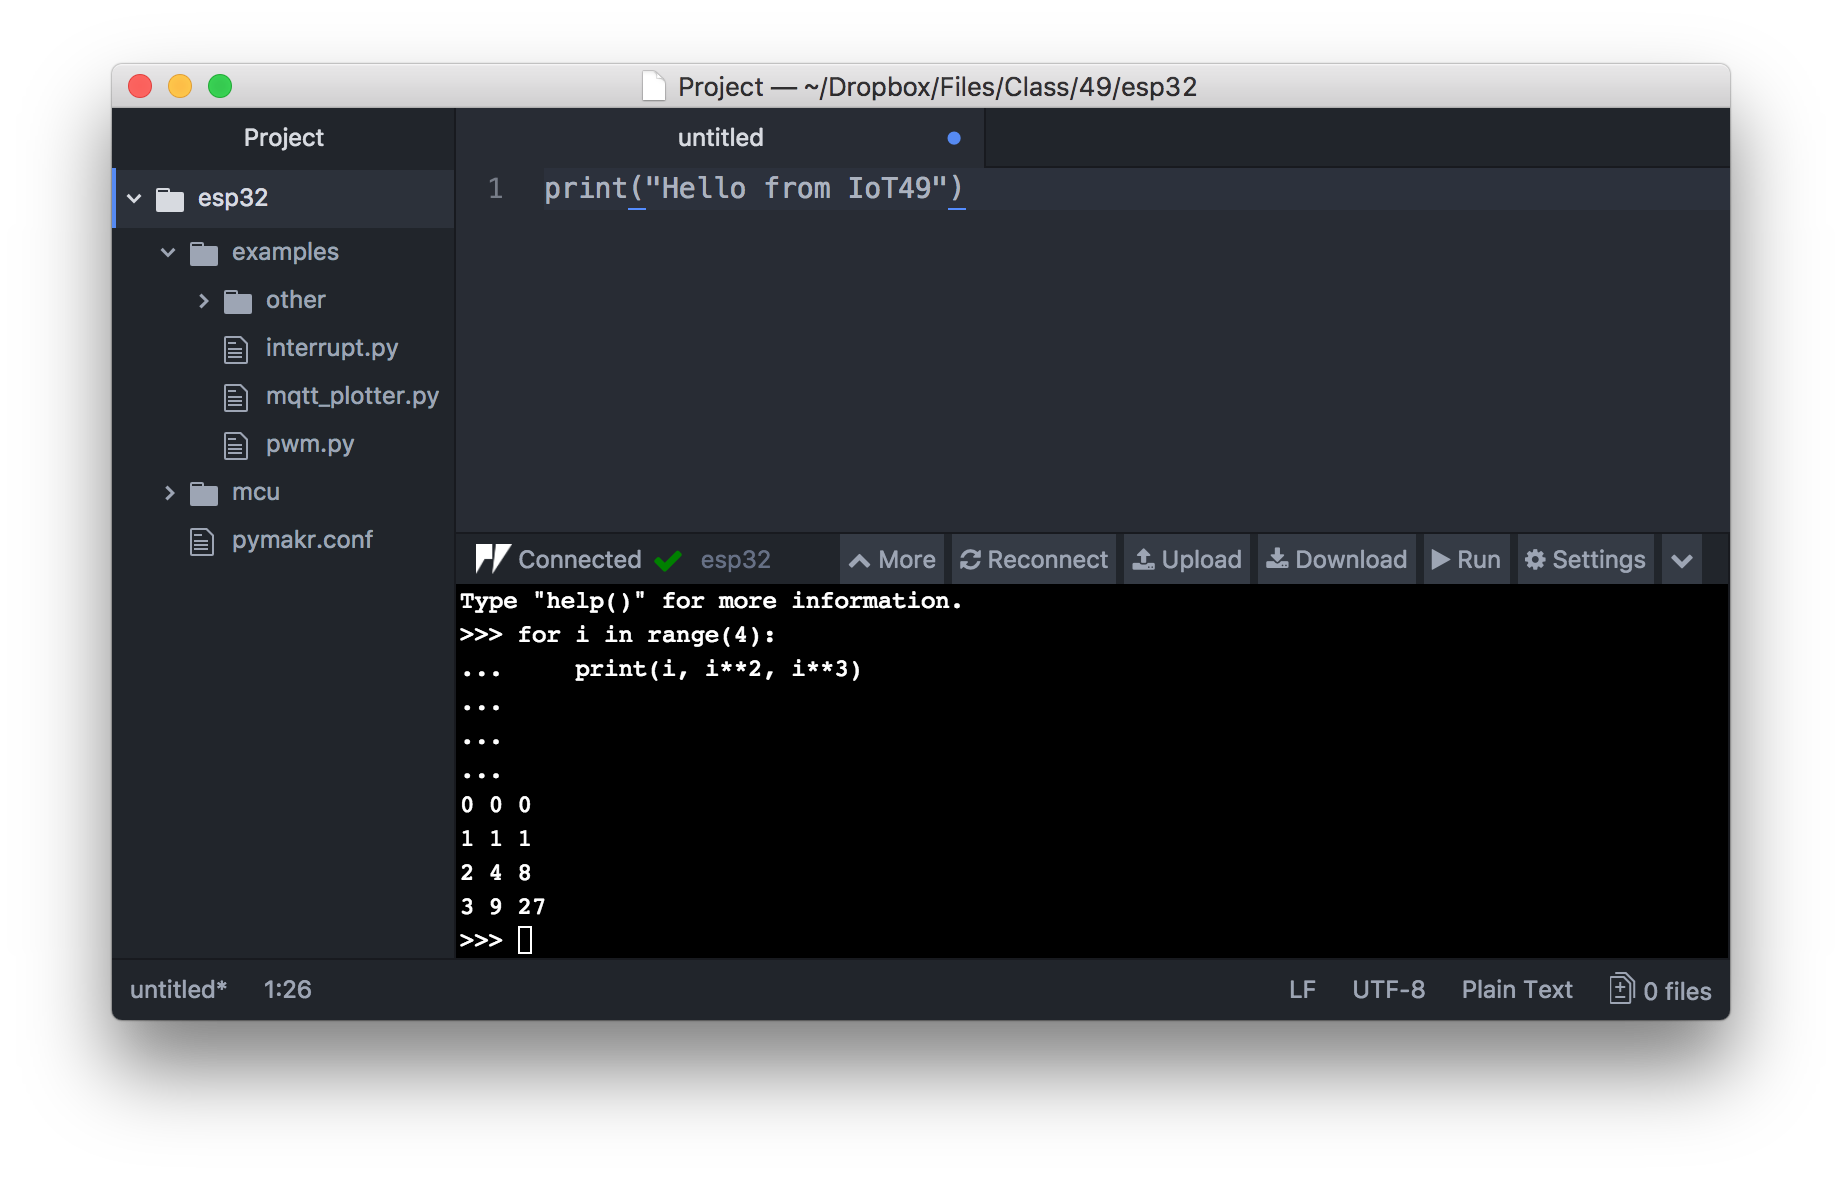 Project — ~/Dropbox/Files/Class/49/esp32
Project
esp32
examples
other
interrupt.py
mqtt_plotter.py
pwm.py
mcu
pymakr.conf
untitled
1 print("Hello from IoT49")
Connected esp32 More Reconnect Upload Download Run Settings
Type "help()" for more information.
>>> for i in range(4):
...     print(i, i**2, i**3)
...
...
...
0 0 0
1 1 1
2 4 8
3 9 27
>>>
untitled* 1:26 LF UTF-8 Plain Text 0 files